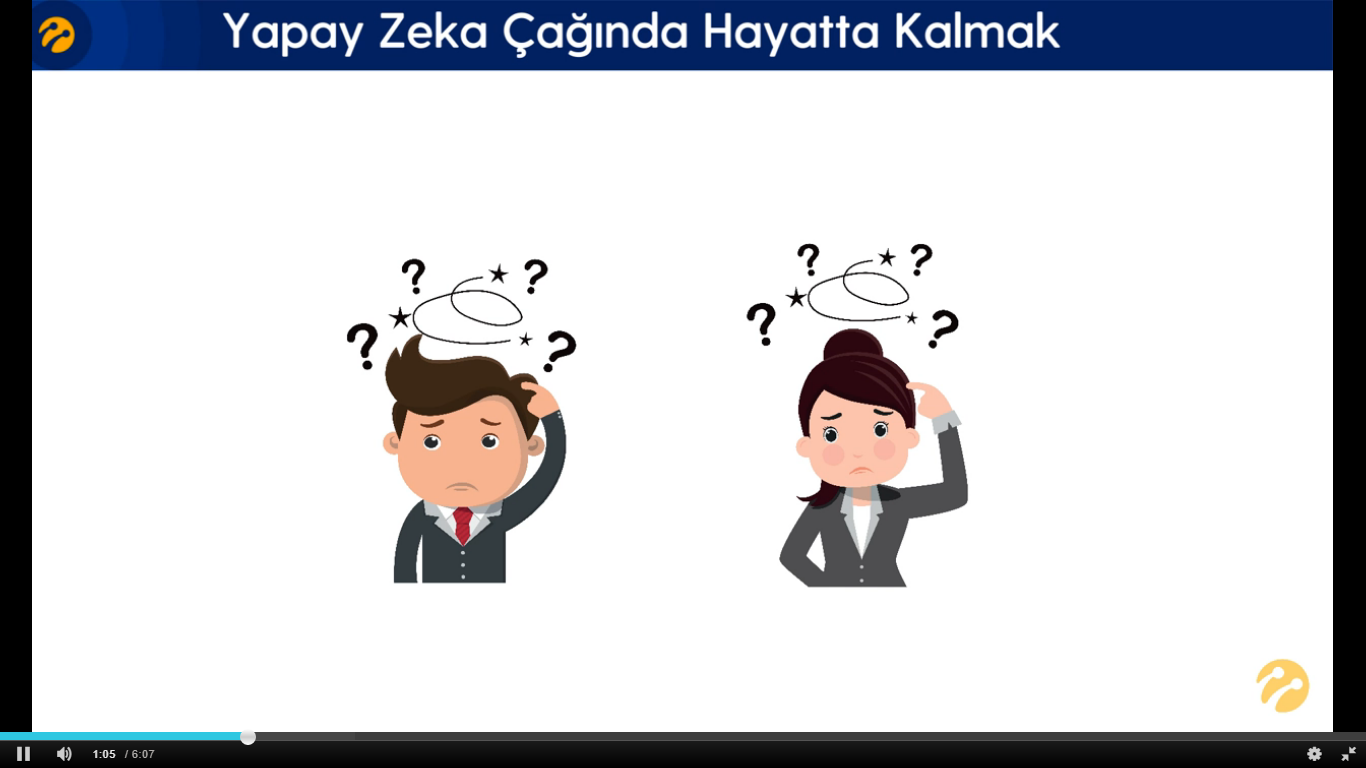 Yapay Zeka Çağında Hayatta Kalmak
? ? ? ?
? ? ? ?
1:05 / 6:07